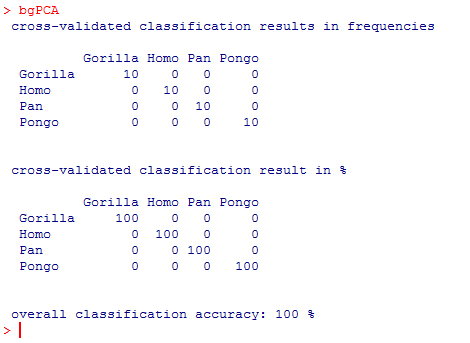 > bgPCA
 cross-validated classification results in frequencies
         Gorilla Homo Pan Pongo
 Gorilla      10    0   0     0
 Homo          0   10   0     0
 Pan           0    0  10     0
 Pongo         0    0   0    10
 cross-validated classification result in %
         Gorilla Homo Pan Pongo
 Gorilla     100    0   0     0
 Homo          0  100   0     0
 Pan           0    0 100     0
 Pongo         0    0   0   100
 overall classification accuracy: 100 %
>